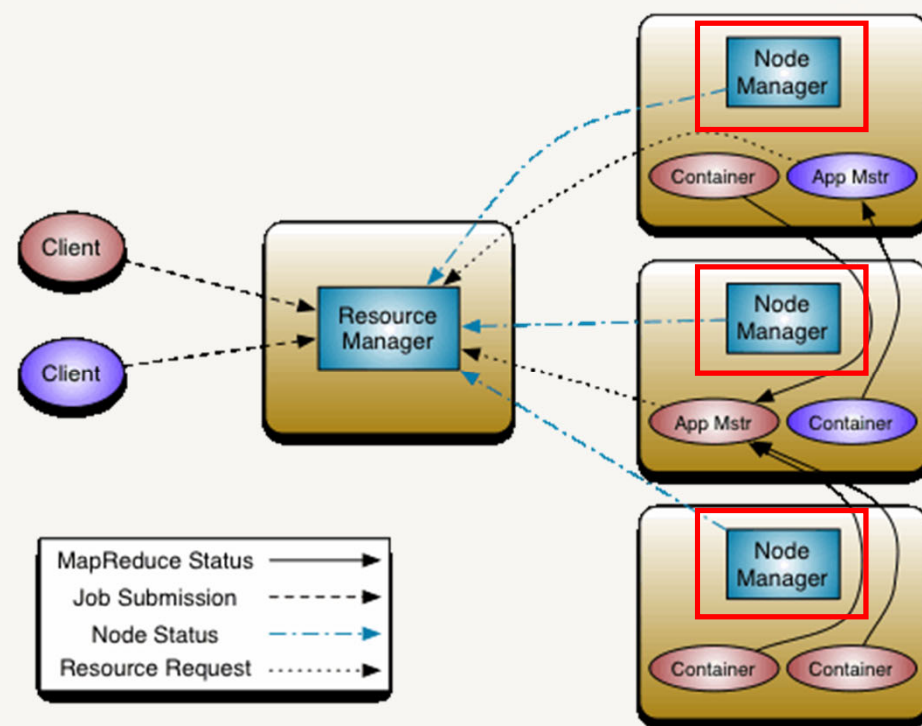 Node
Manager
Container
App Mstr
Client
Resource
Manager
Client
Node
Manager
App Mstr
Container
Node
Manager
Container
Container
MapReduce Status
Job Submission
Node Status
Resource Request